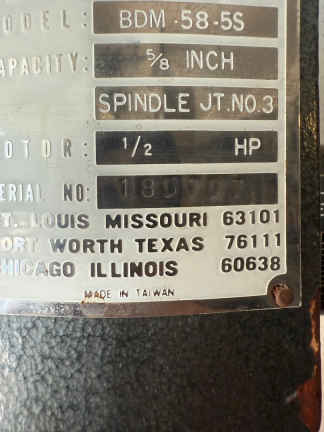 ODEL: BDM-58-5S
APACITY: 5/8 INCH
SPINDLE JT.NO.3
OTOR: 1/2 HP
ERIAL NO:
T. LOUIS MISSOURI 63101
ORT WORTH TEXAS 76111
HICAGO ILLINOIS 60638
MADE IN TAIWAN